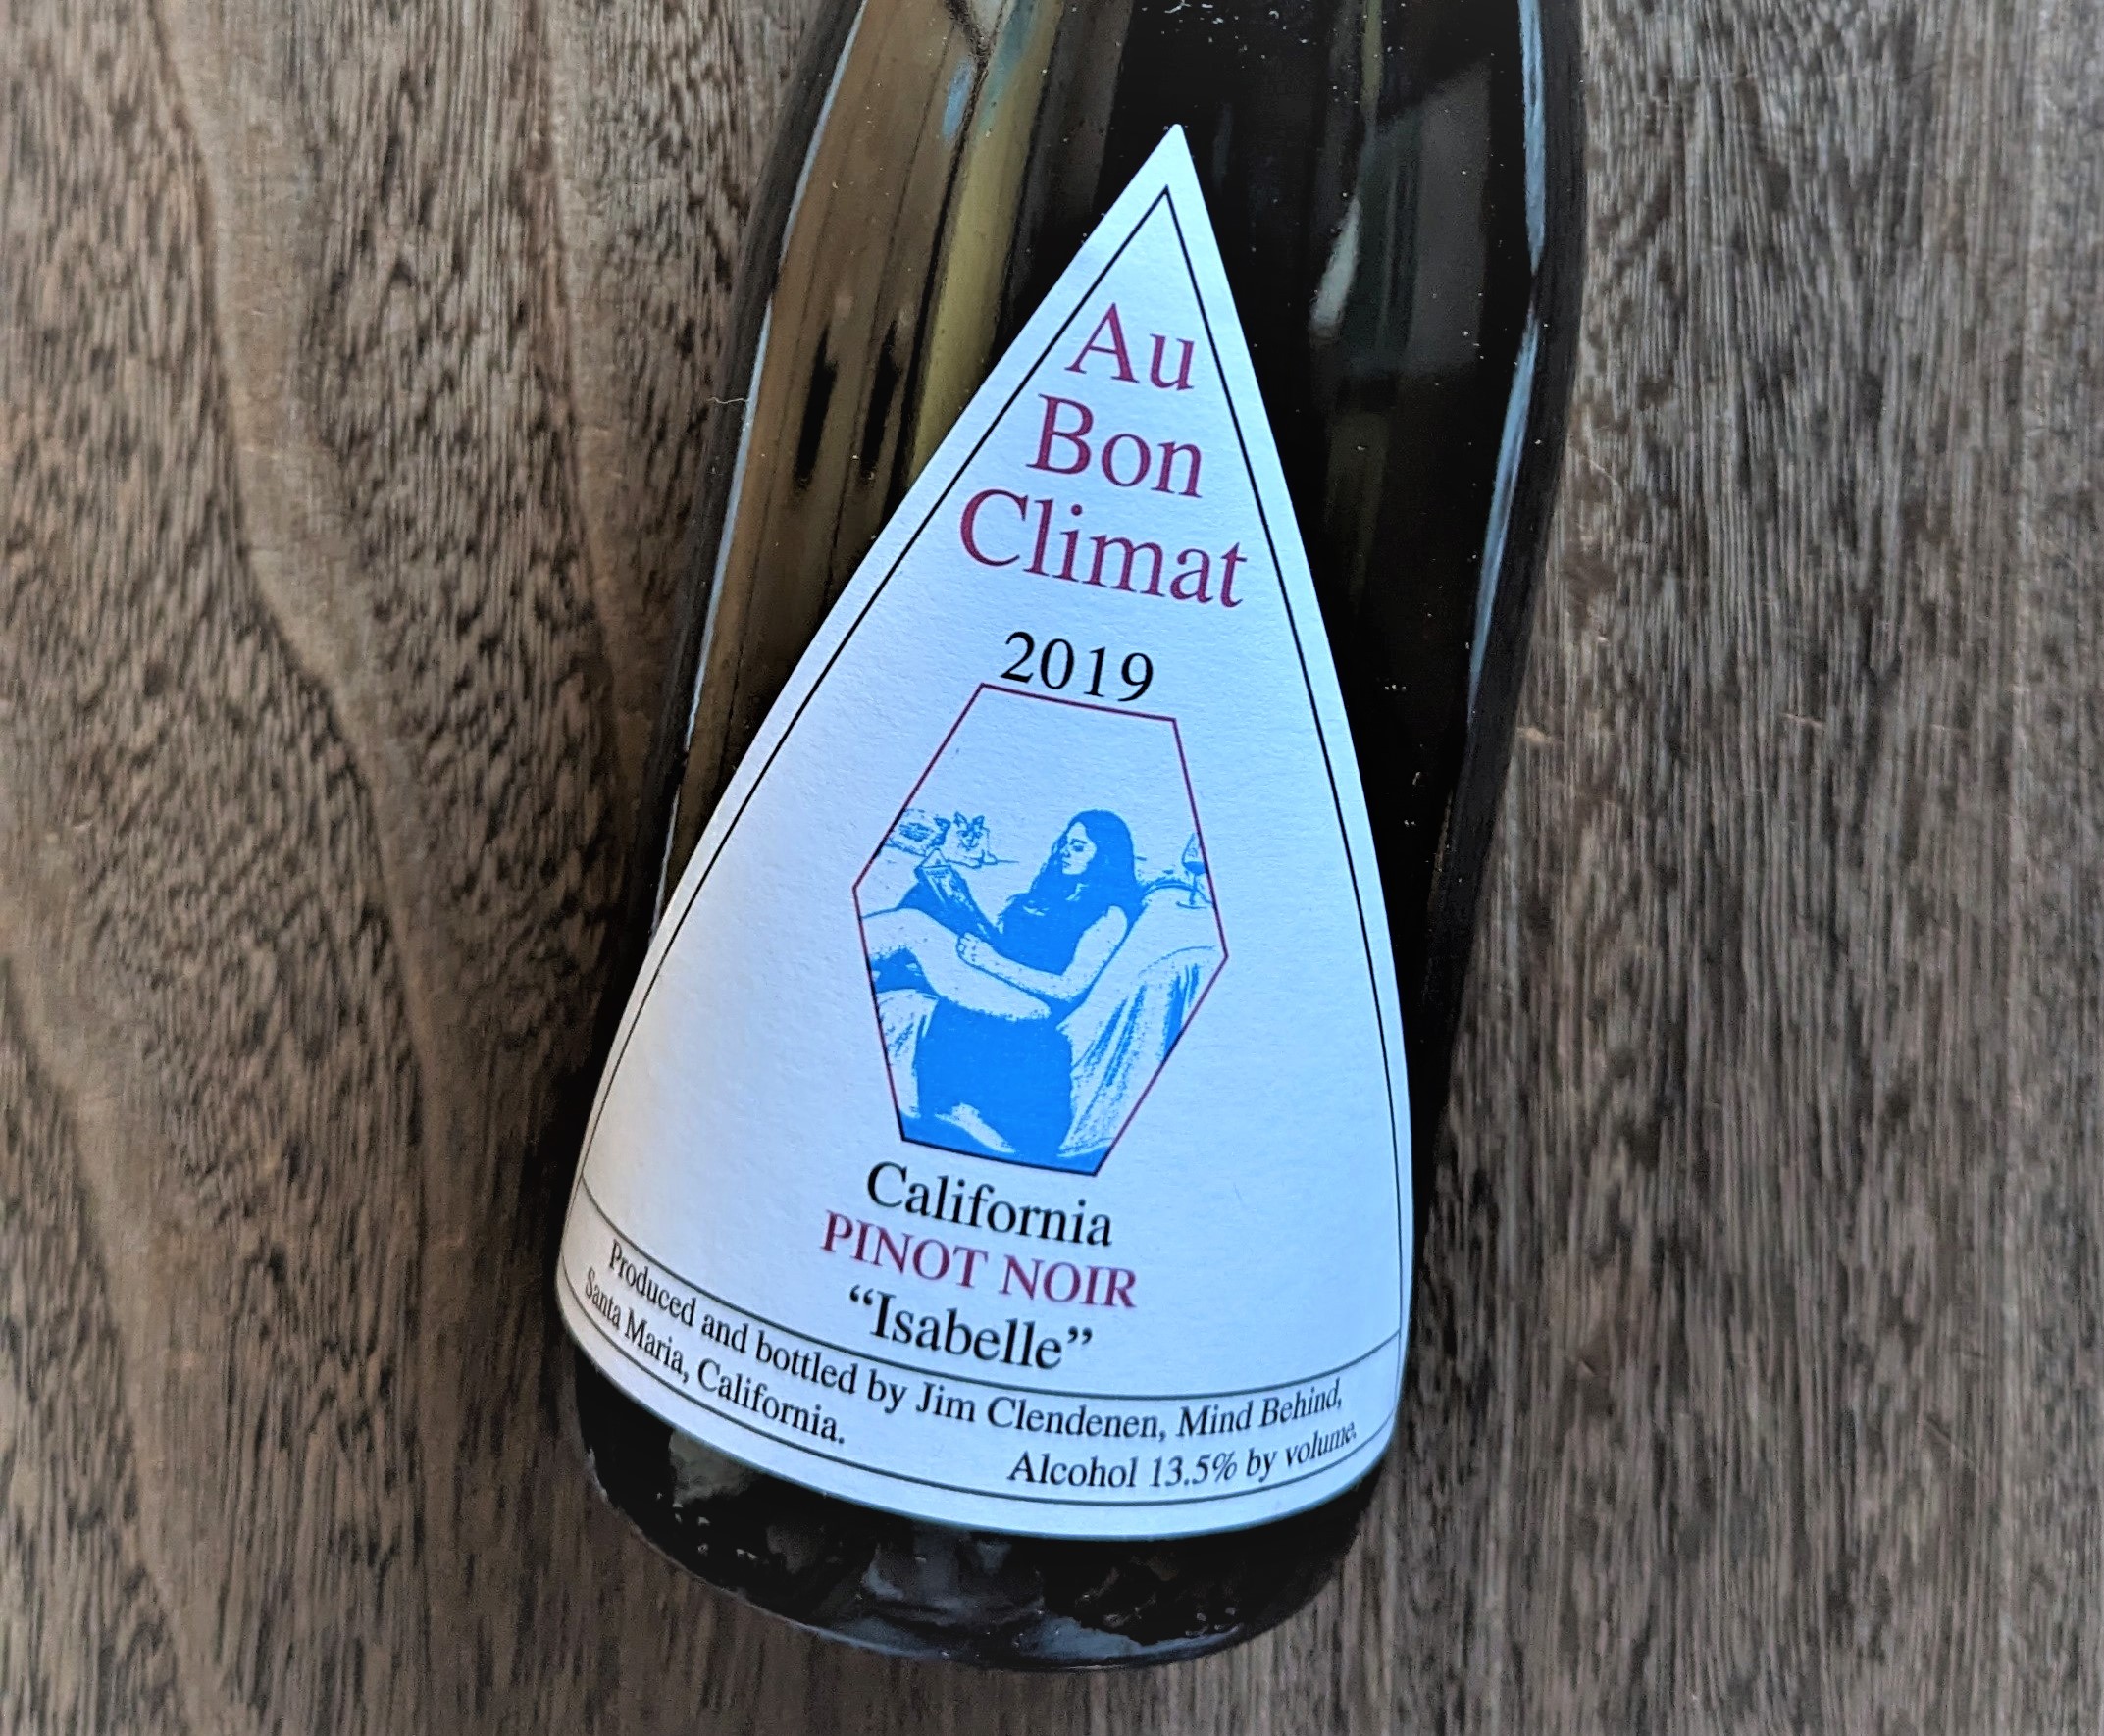 Au
Bon
Climat
2019
California
PINOT NOIR
“Isabelle”
Produced and bottled by Jim Clendenen, Mind Behind,
Santa Maria, California.
Alcohol 13.5% by volume.